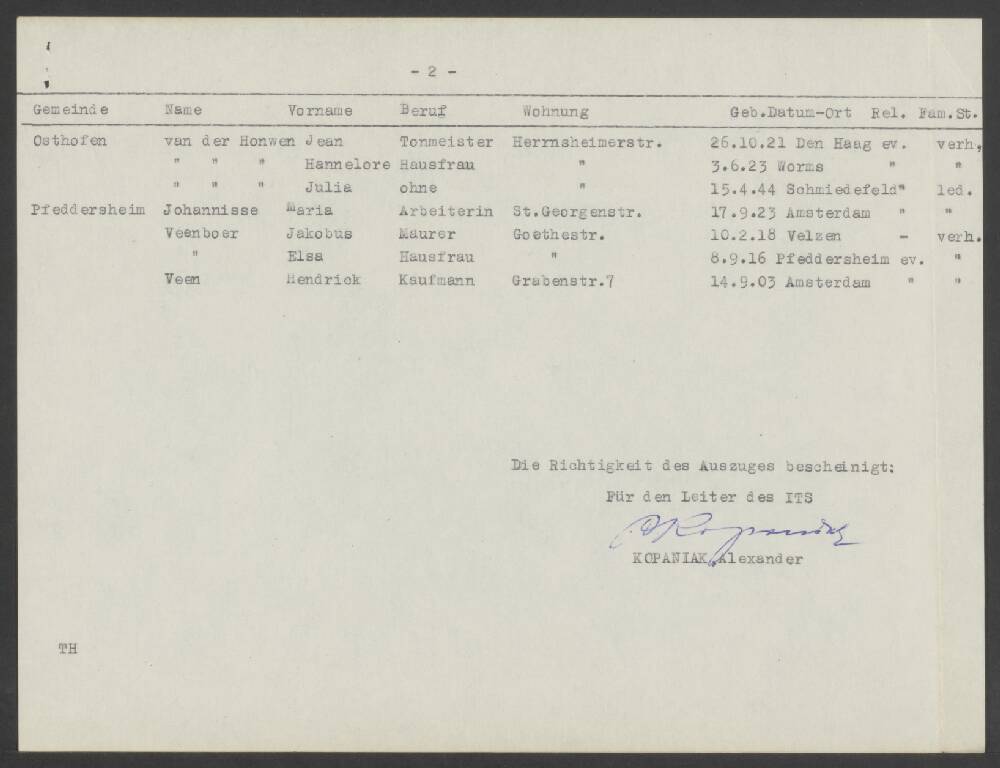 - 2 -
Gemeinde Name Vorname Beruf Wohnung Geb.Datum-Ort Rel. Fam.St.
Osthofen van der Honwen Jean Tonmeister Herrnsheimerstr. 26.10.21 Den Haag ev. verh.
" " " Hannelore Hausfrau " 3.6.23 Worms " "
" " " Julia ohne " 15.4.44 Schmiedefeld" led.
Pfeddersheim Johannisse Maria Arbeiterin St.Georgenstr. 17.9.23 Amsterdam " "
Veenboer Jakobus Maurer Goethestr. 10.2.18 Velzen - verh.
" Elsa Hausfrau " 8.9.16 Pfeddersheim ev. "
Veen Hendrick Kaufmann Grabenstr.7 14.9.03 Amsterdam " "
Die Richtigkeit des Auszuges bescheinigt:
Für den Leiter des ITS
KOPANIAK, Alexander
TH